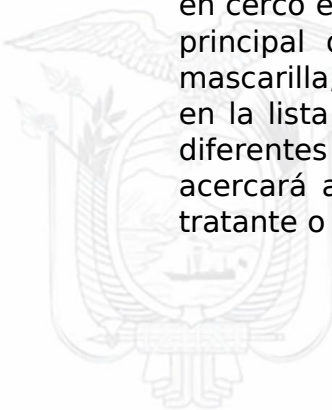 en cerco e
principal
mascarilla,
en la lista
diferentes
acercará a
tratante o